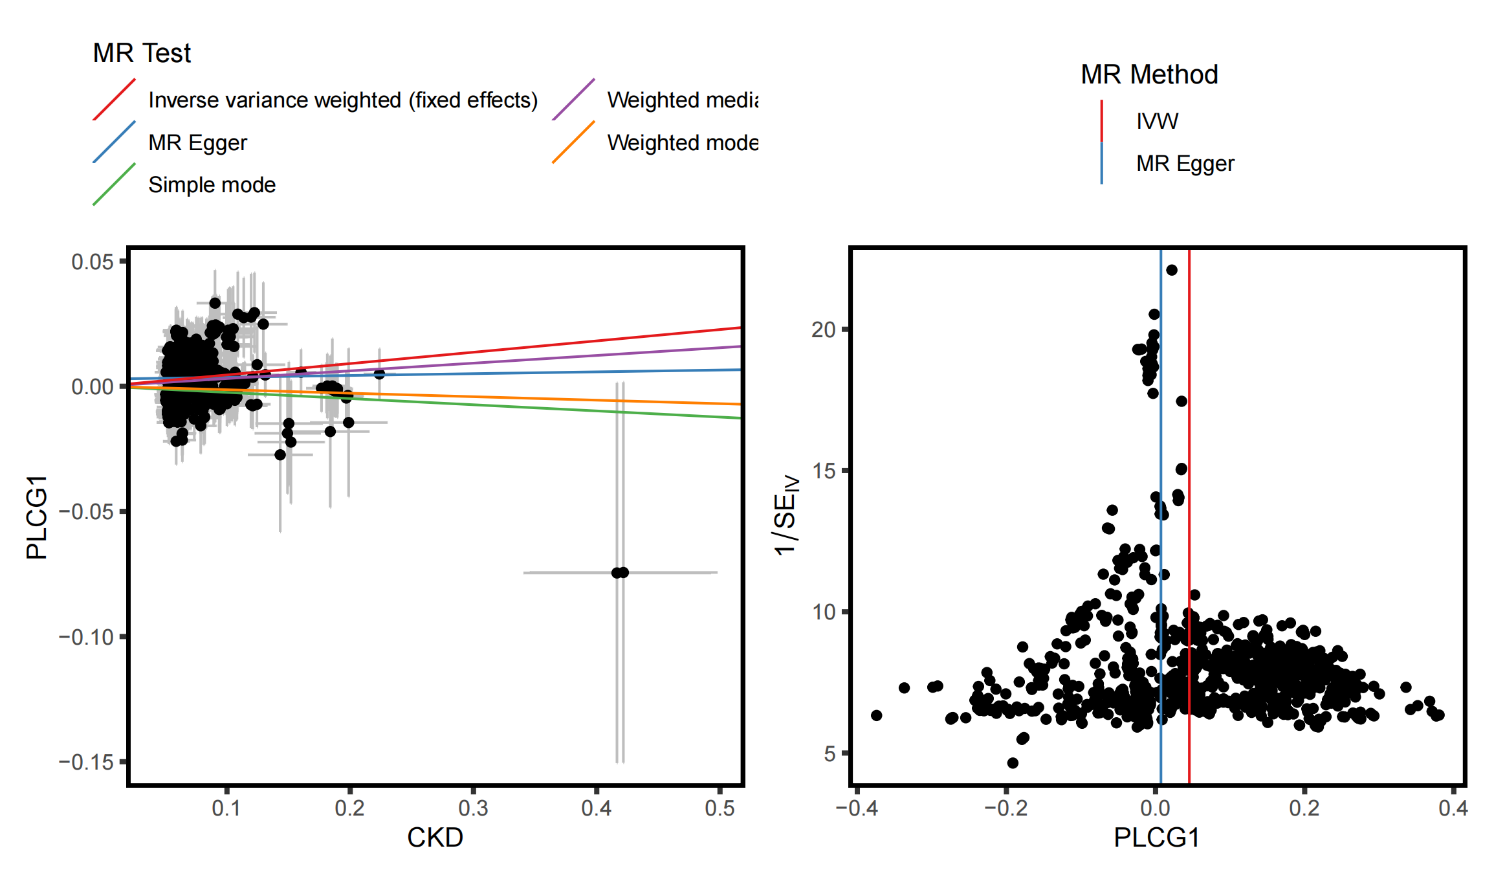 MR Test
Inverse variance weighted (fixed effects)
Weighted media
MR Egger
Weighted mode
Simple mode
0.05
0.00
−0.05
−0.10
−0.15
PLCG1
0.1
0.2
0.3
0.4
0.5
CKD
MR Method
IVW
MR Egger
20
15
10
5
1/SEIV
−0.4
−0.2
0.0
0.2
0.4
PLCG1